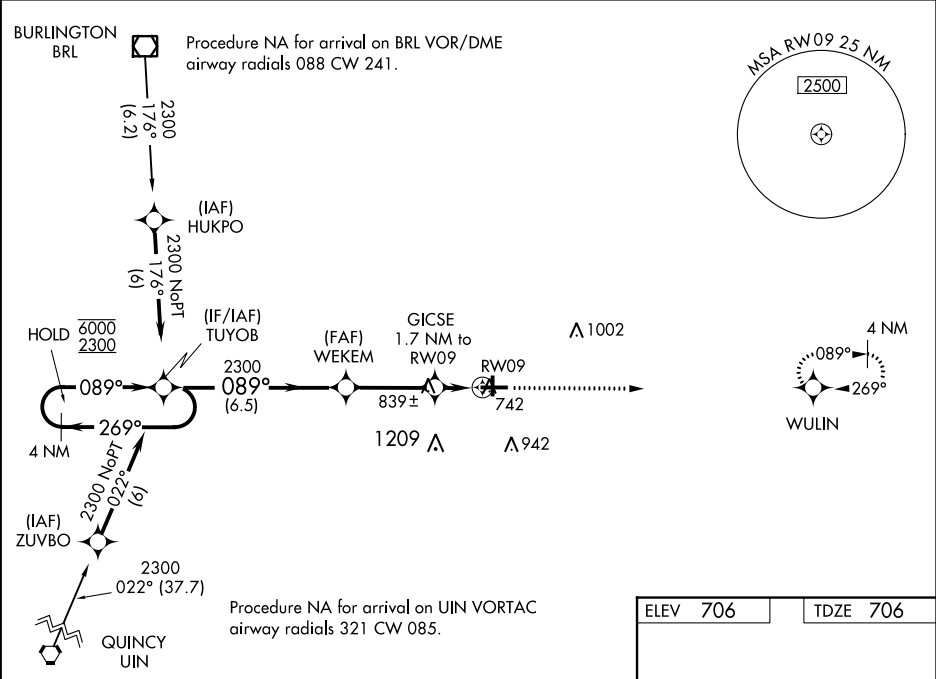 BURLINGTON
BRL
Procedure NA for arrival on BRL VOR/DME
airway radials 088 CW 241.
MSA RW09 25 NM
2500
2300
176°
(6.2)
(IAF)
HUKPO
2300 NoPT
176°
(6)
HOLD
6000
2300
(IF/IAF)
TUYOB
089°
269°
4 NM
2300
089°
(6.5)
(FAF)
WEKEM
GICSE
1.7 NM to
RW09
839±
RW09
742
1002
1209
942
4 NM
089°
269°
WULIN
2300 NoPT
022°
(6)
(IAF)
ZUVBO
2300
022° (37.7)
QUINCY
UIN
Procedure NA for arrival on UIN VORTAC
airway radials 321 CW 085.
ELEV 706
TDZE 706